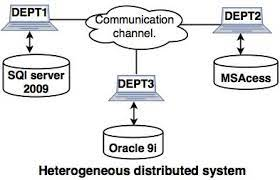 DEPT1
Communication
channel.
DEPT2
SQl server
2009
DEPT3
MSAcess
Oracle 9i
Heterogeneous distributed system